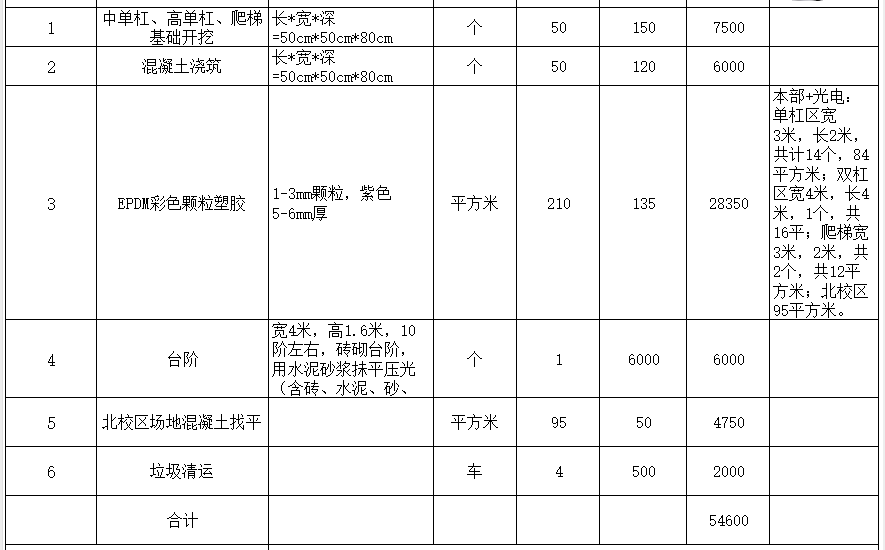 1
中单杠、高单杠、爬梯
基础开挖
长*宽*深
=50cm*50cm*80cm
个
50
150
7500
2
混凝土浇筑
长*宽*深
=50cm*50cm*80cm
个
50
120
6000
3
EPDM彩色颗粒塑胶
1-3mm颗粒，紫色
5-6mm厚
平方米
210
135
28350
本部+光电：
单杠区宽
3米，长2米，
共计14个，84
平方米；双杠
区宽4米，长4
米，1个，共
16平；爬梯宽
3米，2米，共
2个，共12平
方米；北校区
95平方米。
4
台阶
宽4米，高1.6米，10
阶左右，砖砌台阶，
用水泥砂浆抹平压光
（含砖、水泥、砂、
个
1
6000
6000
5
北校区场地混凝土找平
平方米
95
50
4750
6
垃圾清运
车
4
500
2000
合计
54600